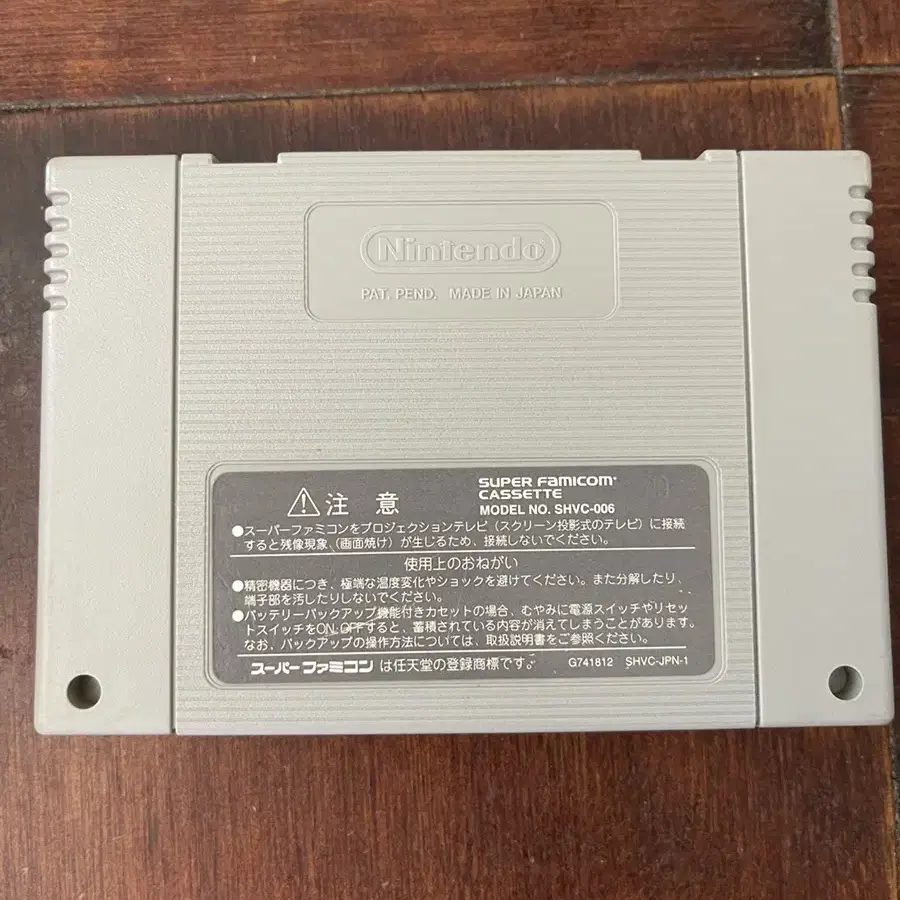 Nintendo®
PAT. PEND. MADE IN JAPAN
⚠注意
SUPER FAMICOM™
CASSETTE
MODEL NO. SHVC-006
●スーパーファミコンをプロジェクションテレビ(スクリーン投影式のテレビ)に接続
すると残像現象、(画面焼け)が生じるため、接続しないでください。
使用上のおねがい
●精密機器につき、極端な温度変化やショックを避けてください。また分解したり、
端子部を汚したりしないでください。
●バッテリーバックアップ機能付きカセットの場合、むやみに電源スイッチやリセッ
トスイッチをON.OFFすると、蓄積されている内容が消えてしまうことがあります。
なお、バックアップの操作方法については、取扱説明書をご参照ください。
スーパーファミコンは任天堂の登録商標です。 G741812 SHVC-JPN-1